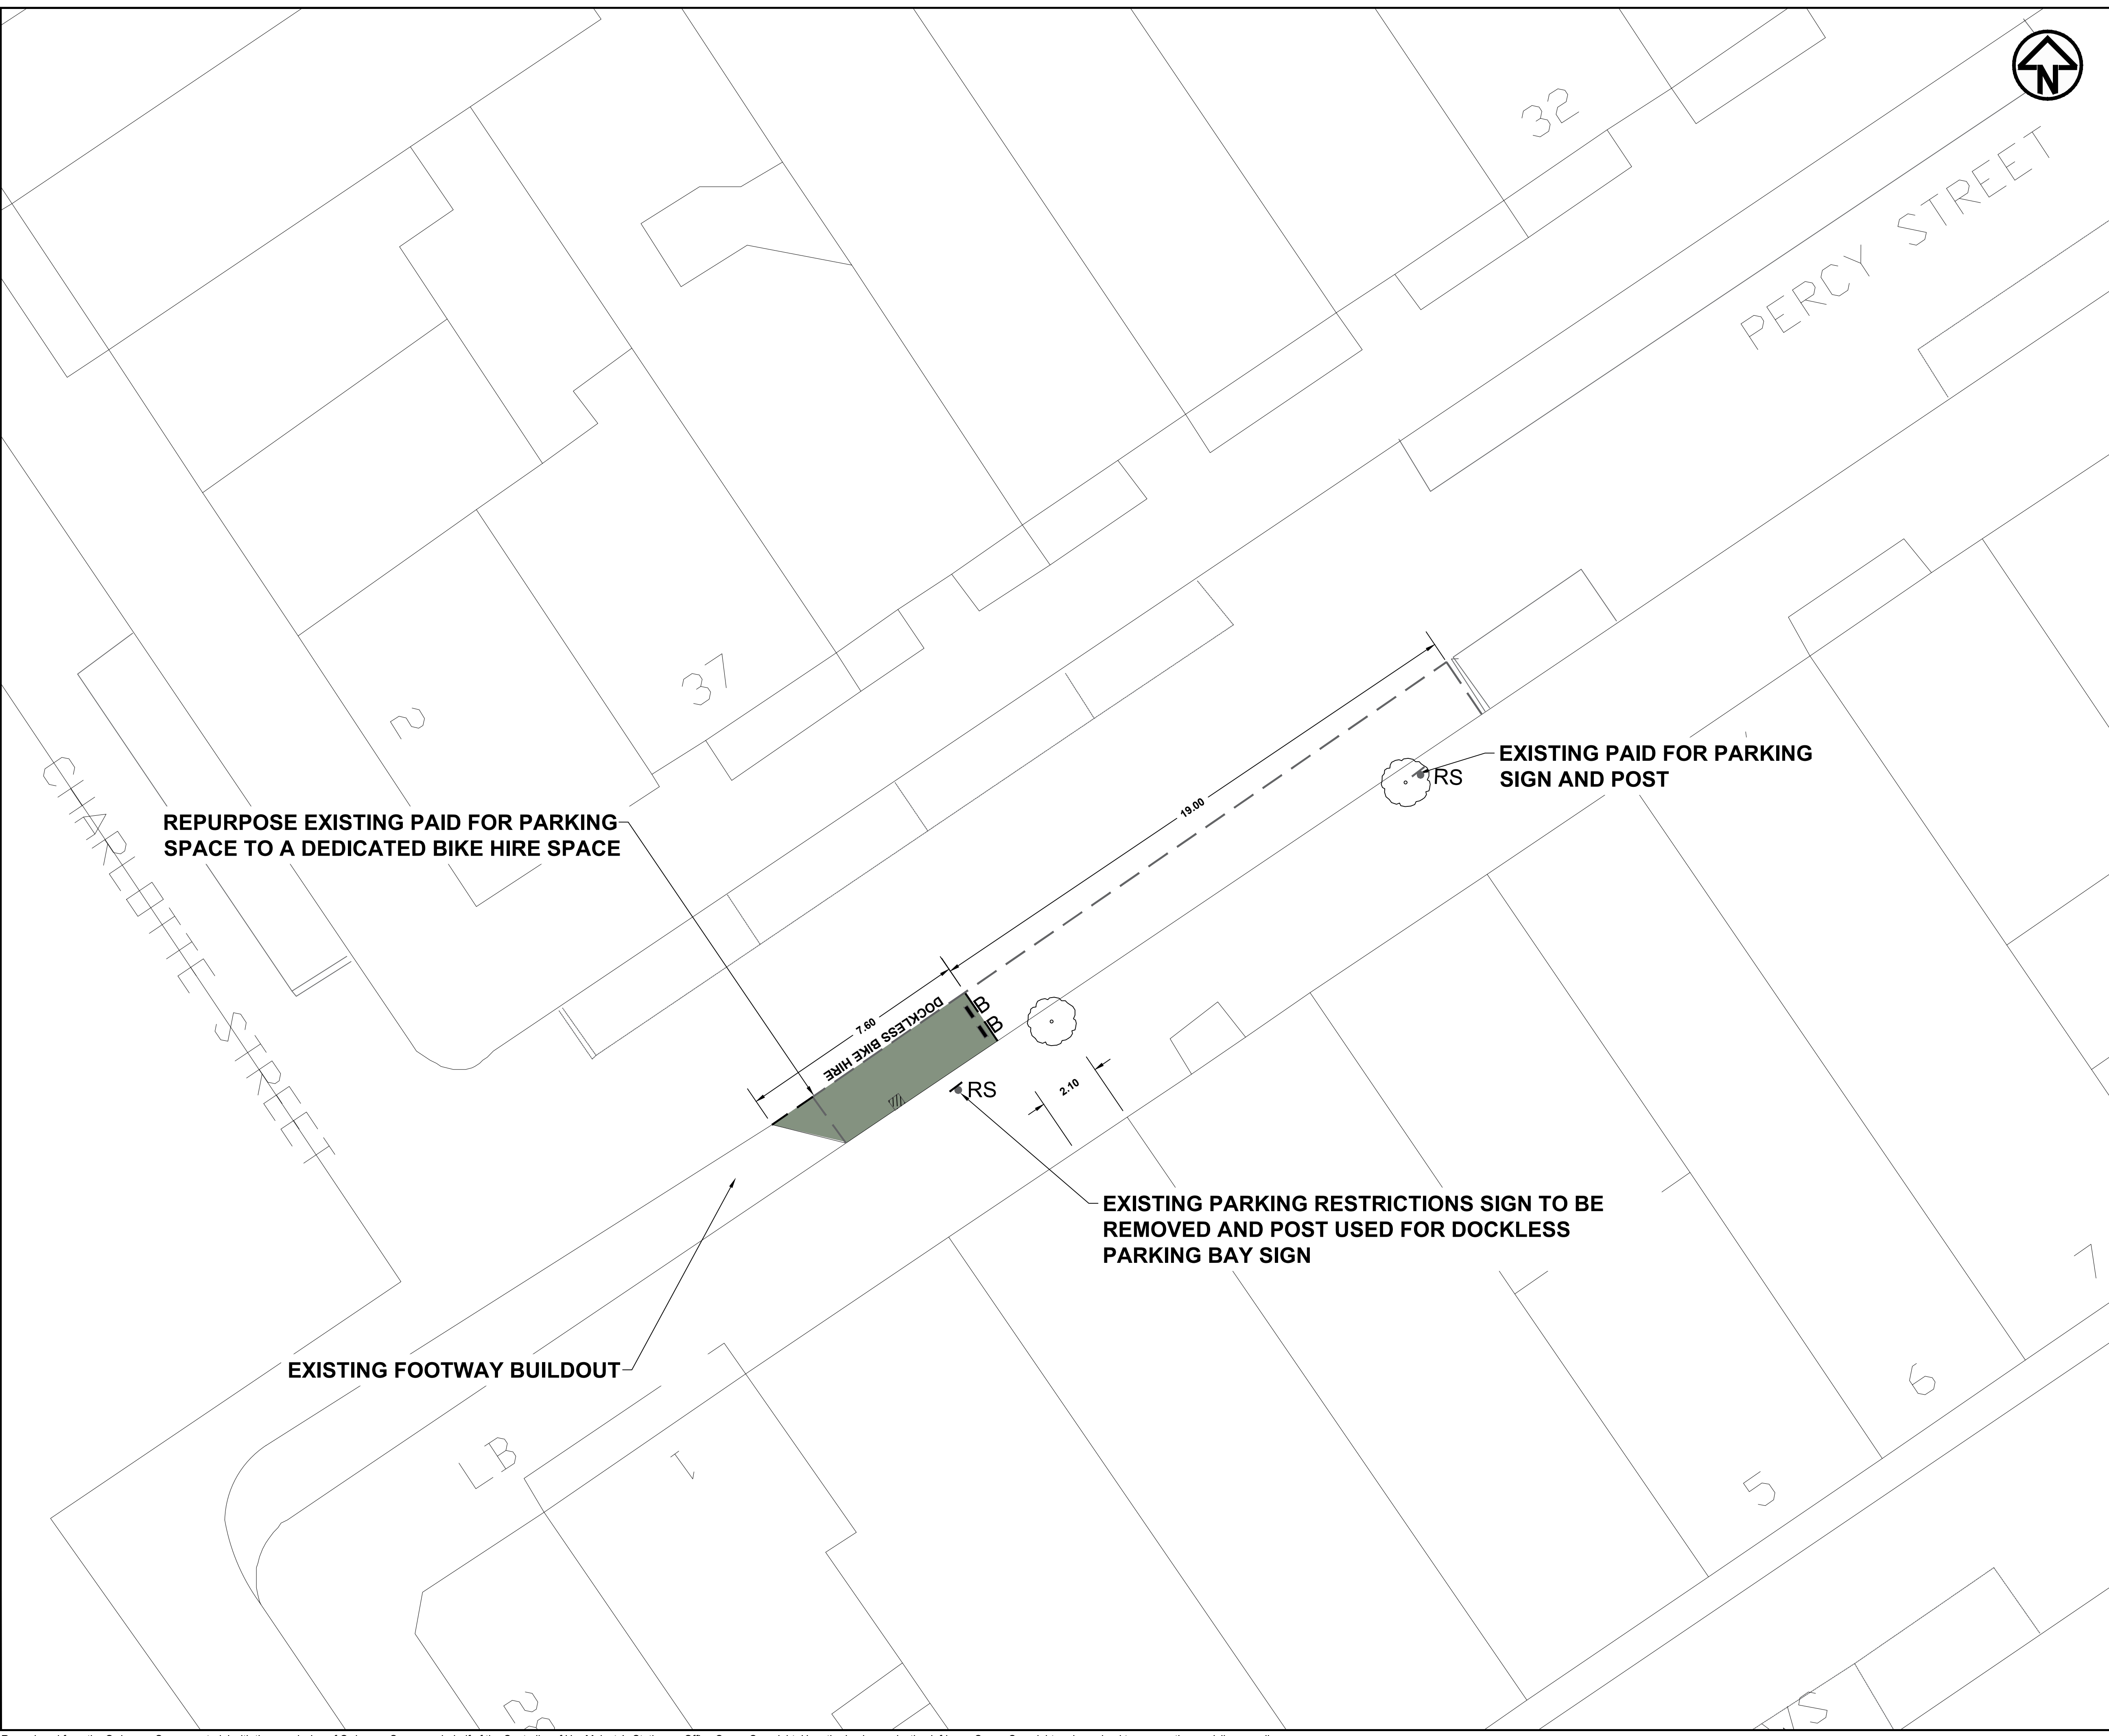 N
32
PERCY STREET
37
2
CHARLOTTE STREET
EXISTING PAID FOR PARKING
SIGN AND POST
RS
19.00
REPURPOSE EXISTING PAID FOR PARKING
SPACE TO A DEDICATED BIKE HIRE SPACE
7.60
DOCKLESS BIKE HIRE
B
B
RS
2.10
EXISTING PARKING RESTRICTIONS SIGN TO BE
REMOVED AND POST USED FOR DOCKLESS
PARKING BAY SIGN
EXISTING FOOTWAY BUILDOUT
LB
1
5
6
7